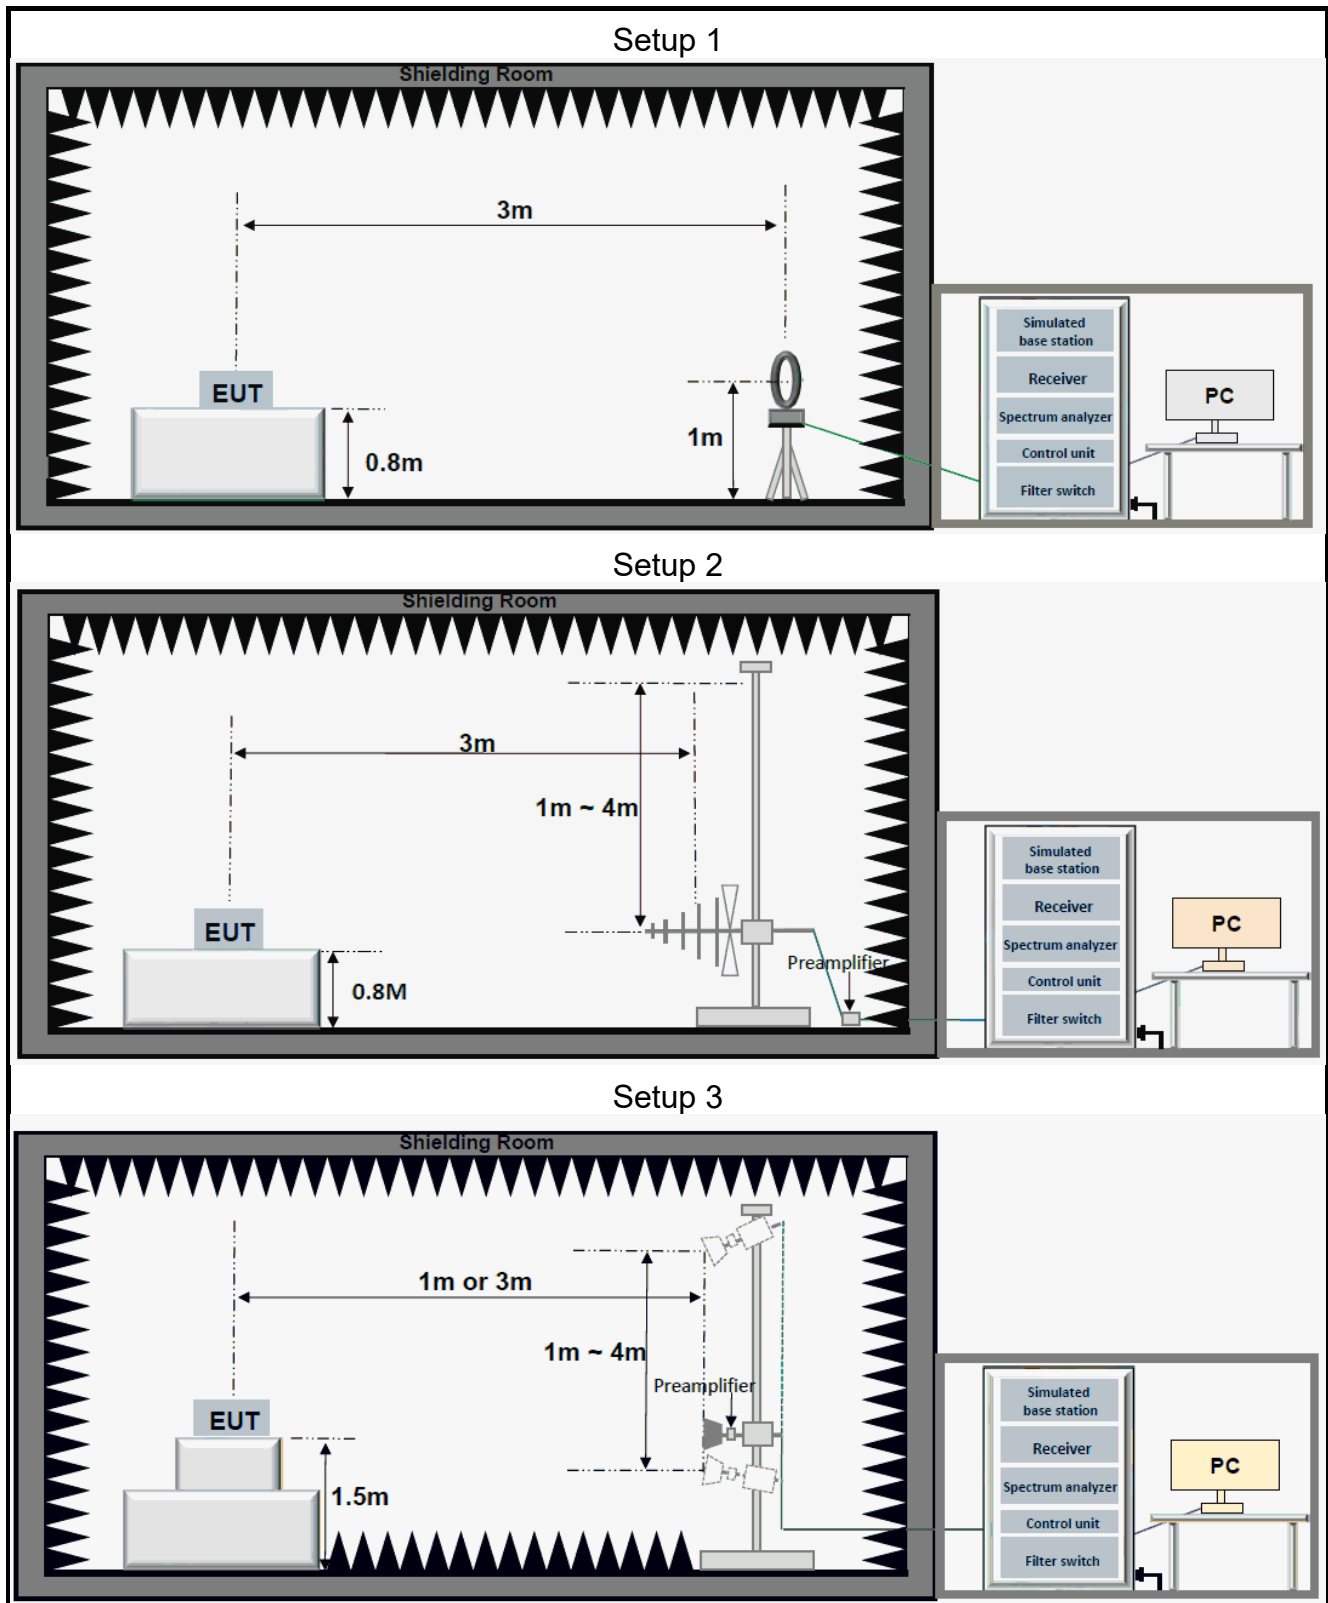 Setup 1
Shielding Room
3m
EUT
0.8m
1m
Simulated
base station
Receiver
Spectrum analyzer
Control unit
Filter switch
PC
Setup 2
Shielding Room
3m
1m ~ 4m
EUT
0.8M
Preamplifier
Simulated
base station
Receiver
Spectrum analyzer
Control unit
Filter switch
PC
Setup 3
Shielding Room
1m or 3m
1m ~ 4m
Preamplifier
EUT
1.5m
Simulated
base station
Receiver
Spectrum analyzer
Control unit
Filter switch
PC